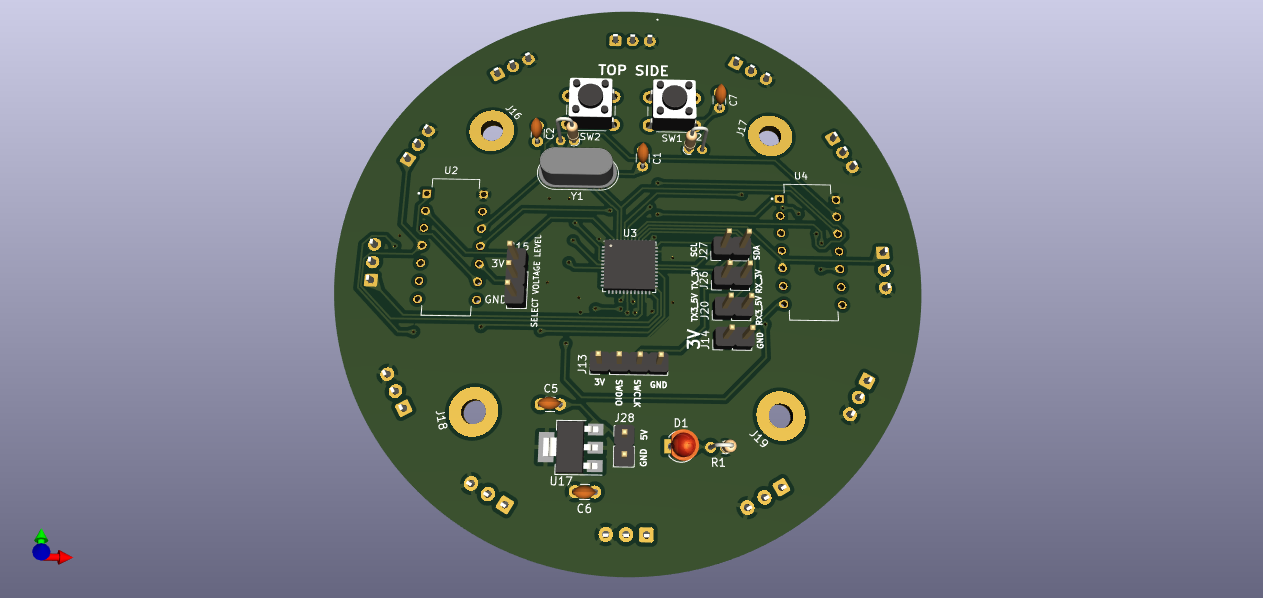 TOP SIDE
J16
C7
J17
C2
SW2
SW1
C1
U2
Y1
U4
U3
3V
GND
SELECT VOLTAGE LEVEL
SCL
J27
SDA
TX_3V
J26
RX_3V
TX3_5V
J20
RX3_5V
3V
J14
GND
J13
3V
SWDIO
SWCLK
GND
C5
J18
J28
5V
GND
D1
R1
J19
U17
C6